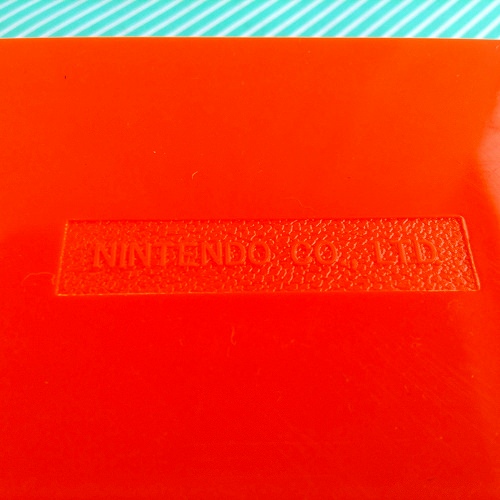 NINTENDO CO., LTD.